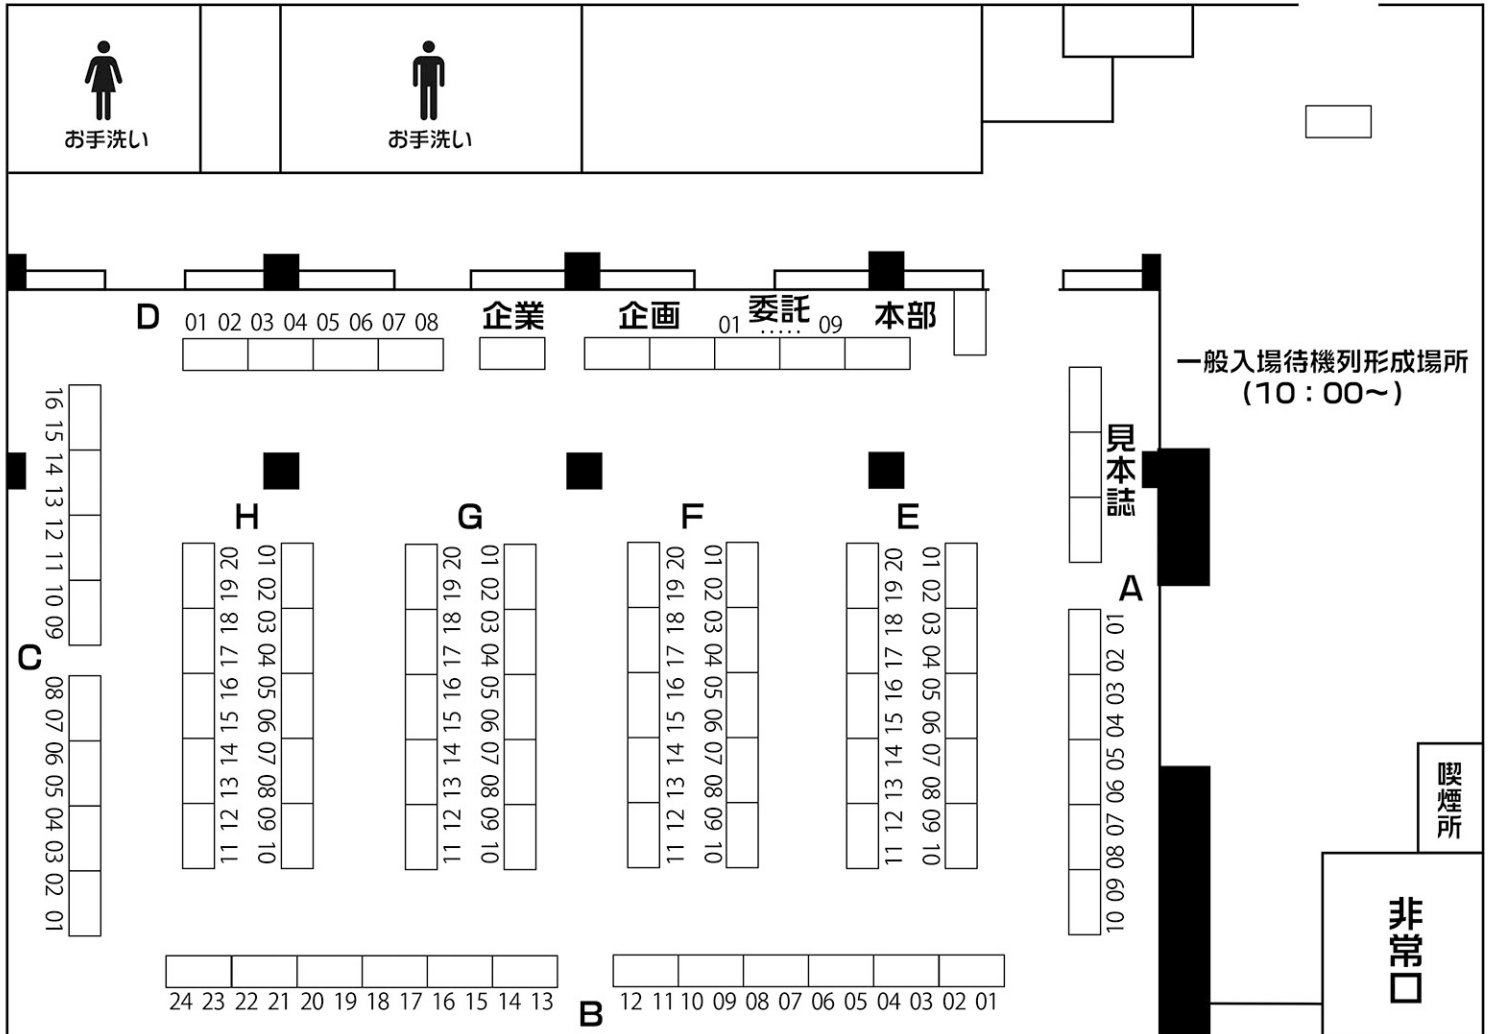 お手洗い
お手洗い
D
01 02 03 04 05 06 07 08
企業
企画
委託
01 ..... 09
本部
一般入場待機列形成場所
(10：00～)
見本誌
16 15 14 13 12 11 10 09
C
08 07 06 05 04 03 02 01
H
20 19 18 17 16 15 14 13 12 11
01 02 03 04 05 06 07 08 09 10
G
20 19 18 17 16 15 14 13 12 11
01 02 03 04 05 06 07 08 09 10
F
20 19 18 17 16 15 14 13 12 11
01 02 03 04 05 06 07 08 09 10
E
20 19 18 17 16 15 14 13 12 11
01 02 03 04 05 06 07 08 09 10
A
01 02 03 04 05 06 07 08 09 10
喫煙所
非常口
24 23 22 21 20 19 18 17 16 15 14 13
B
12 11 10 09 08 07 06 05 04 03 02 01